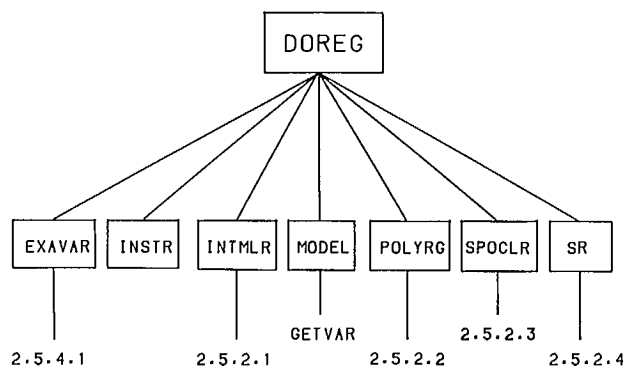 DOREG
EXAVAR INSTR INTMLR MODEL POLYRG SPOCLR SR
GETVAR 2.5.2.3
2.5.4.1 2.5.2.1 2.5.2.2 2.5.2.4